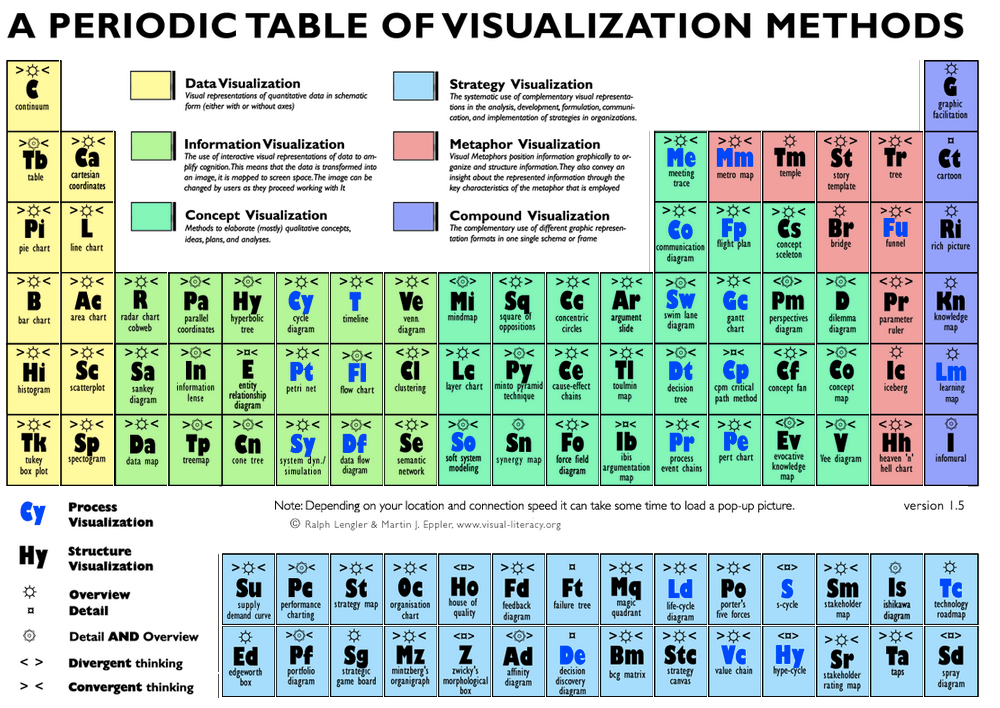 A PERIODIC TABLE OF VISUALIZATION METHODS
>☼<
C
continuum
Data Visualization
Visual representations of quantitative data in schematic
form (either with or without axes)
Strategy Visualization
The systematic use of complementary visual representa-
tions in the analysis, development, formulation, communi-
cation, and implementation of strategies in organizations.
G
graphic
facilitation
Tb
table
Ca
cartesian
coordinates
Information Visualization
The use of interactive visual representations of data to am-
plify cognition. This means that the data is transformed into
an image, it is mapped to screen space. The image can be
changed by users as they proceed working with it
Metaphor Visualization
Visual Metaphors position information graphically to or-
ganize and structure information. They also convey an
insight about the represented information through the
key characteristics of the metaphor that is employed
Me
meeting
trace
Mm
metro map
Tm
temple
St
story
template
Tr
tree
Ct
cartoon
Pi
pie chart
L
line chart
Concept Visualization
Methods to elaborate (mostly) qualitative concepts,
ideas, plans, and analyses.
Compound Visualization
The complementary use of different graphic represen-
tation formats in one single schema or frame
Co
communication
diagram
Fp
flight plan
Cs
concept
sceleton
Br
bridge
Fu
funnel
Ri
rich picture
B
bar chart
Ac
area chart
R
radar chart
cobweb
Pa
parallel
coordinates
Hy
hyperbolic
tree
Cy
cycle
diagram
T
timeline
Ve
venn
diagram
Mi
mindmap
Sq
square of
oppositions
Cc
concentric
circles
Ar
argument
slide
Sw
swim lane
diagram
Gc
gantt
chart
Pm
perspectives
diagram
D
dilemma
diagram
Pr
parameter
ruler
Kn
knowledge
map
Hi
histogram
Sc
scatterplot
Sa
sankey
diagram
In
information
lense
E
entity
relationship
diagram
Pt
petri net
Fl
flow chart
Cl
clustering
Lc
layer chart
Py
minto pyramid
technique
Ce
cause-effect
chains
Tl
toulmin
map
Dt
decision
tree
Cp
cpm critical
path method
Cf
concept fan
Co
concept
map
Ic
iceberg
Lm
learning
map
Tk
tukey
box plot
Sp
spectogram
Da
data map
Tp
treemap
Cn
cone tree
Sy
system dyn./
simulation
Df
data flow
diagram
Se
semantic
network
So
soft system
modeling
Sn
synergy map
Fo
force field
diagram
Ib
ibis
argumentation
map
Pr
process
event chains
Pe
pert chart
Ev
evocative
knowledge
map
V
Vee diagram
Hh
heaven 'n'
hell chart
I
infomural
Cy
Process
Visualization
Note: Depending on your location and connection speed it can take some time to load a pop-up picture.
version 1.5
© Ralph Lengler & Martin J. Eppler, www.visual-literacy.org
Hy
Structure
Visualization
☼ Overview
¤ Detail
Detail AND Overview
< > Divergent thinking
> < Convergent thinking
Su
supply
demand curve
Pc
performance
charting
St
strategy map
Oc
organisation
chart
Ho
house of
quality
Fd
feedback
diagram
Ft
failure tree
Mq
magic
quadrant
Ld
life-cycle
diagram
Po
porter's
five forces
S
s-cycle
Sm
stakeholder
map
Is
ishikawa
diagram
Tc
technology
roadmap
Ed
edgeworth
box
Pf
portfolio
diagram
Sg
strategic
game board
Mz
mintzberg's
organigraph
Z
zwicky's
morphological
box
Ad
affinity
diagram
De
decision
discovery
diagram
Bm
bcg matrix
Stc
strategy
canvas
Vc
value chain
Hy
hype-cycle
Sr
stakeholder
rating map
Ta
taps
Sd
spray
diagram